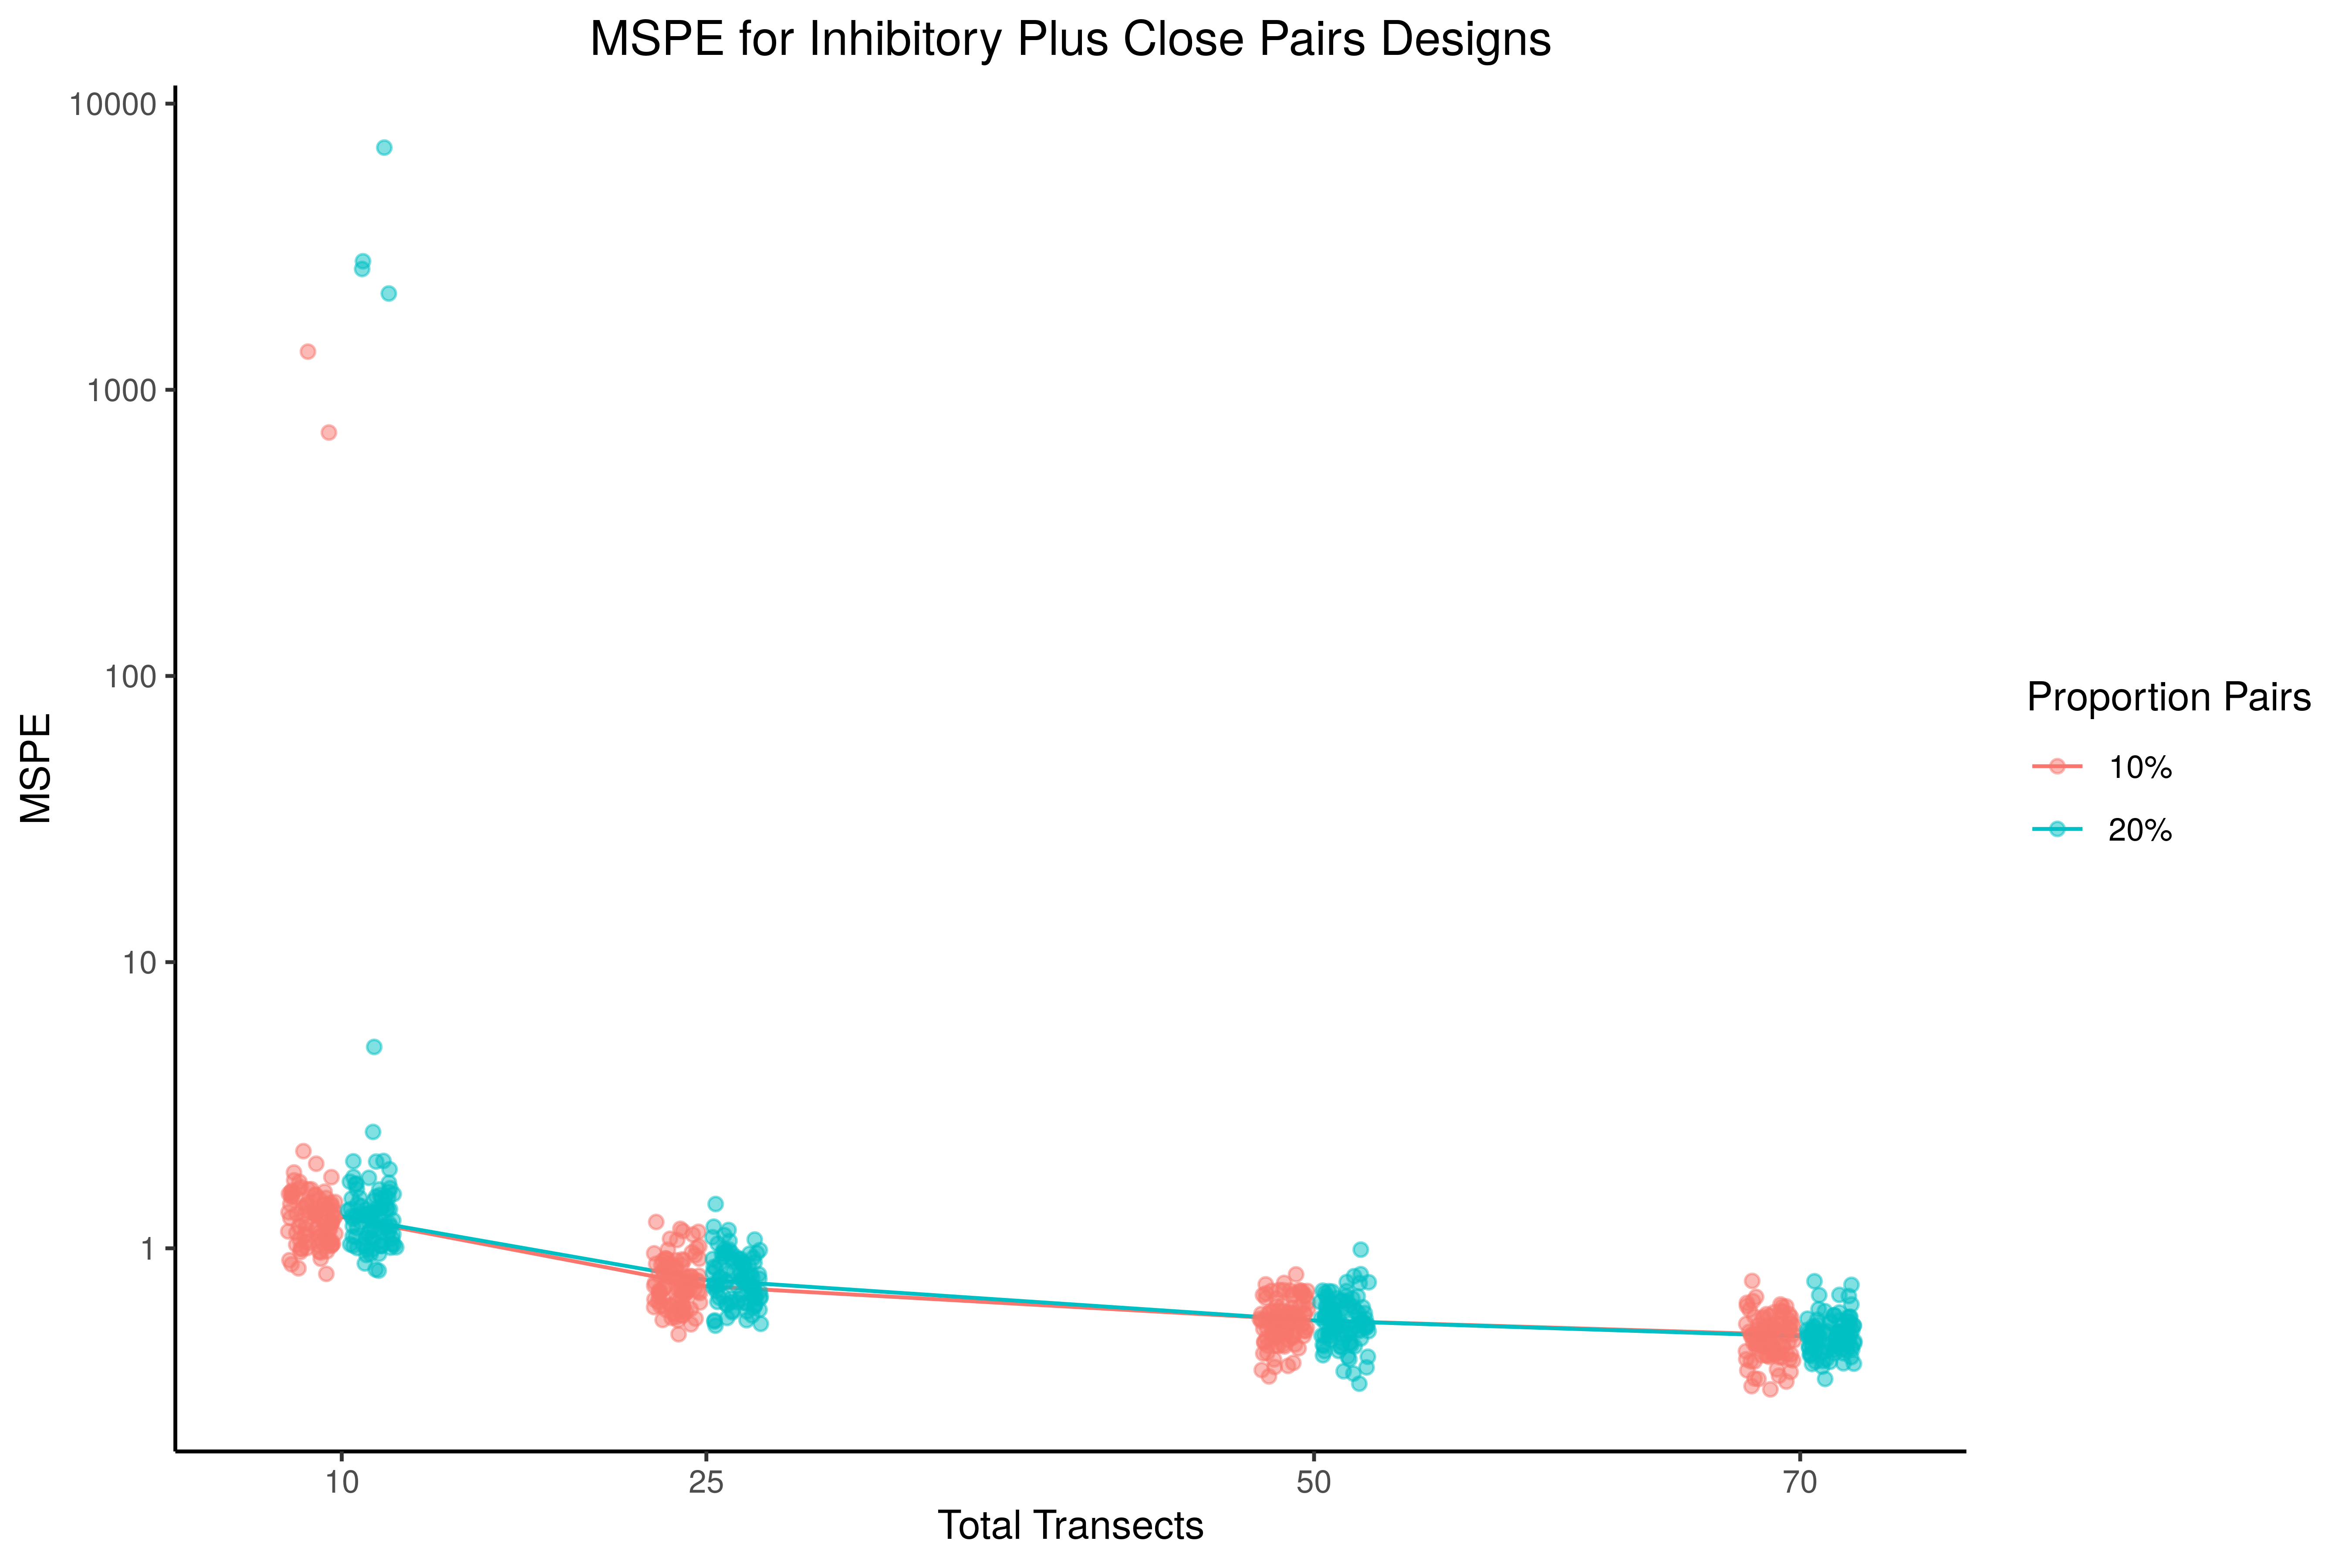 MSPE for Inhibitory Plus Close Pairs Designs
10000
1000
100
10
1
MSPE
10
25
50
70
Total Transects
Proportion Pairs
10%
20%